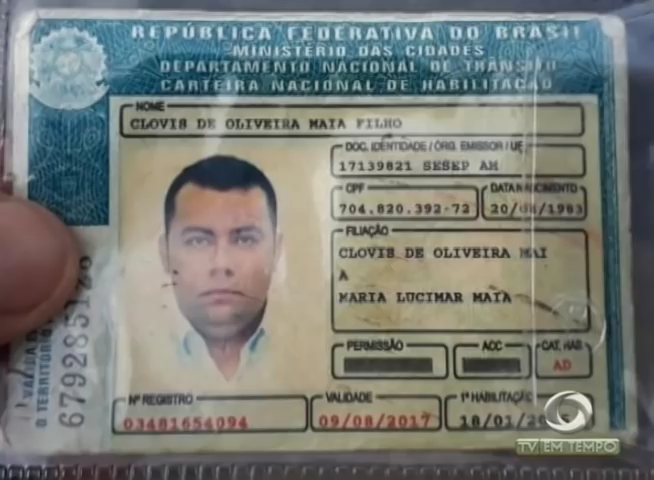 REPÚBLICA FEDERATIVA DO BRASIL
MINISTÉRIO DAS CIDADES
DEPARTAMENTO NACIONAL DE TRÂNSITO
CARTEIRA NACIONAL DE HABILITAÇÃO
NOME
CLOVIS DE OLIVEIRA MAIA FILHO
DOC. IDENTIDADE / ÓRG. EMISSOR / UF
17139821 SESEP AM
CPF
704.820.392-72
DATA NASCIMENTO
FILIAÇÃO
CLOVIS DE OLIVEIRA MAI
A
MARIA LUCIMAR MAIA
PERMISSÃO
ACC
CAT. HAB
AD
Nº REGISTRO
03481654094
VALIDADE
09/08/2017
1ª HABILITAÇÃO
O TERRITÓRIO
TV EM TEMPO